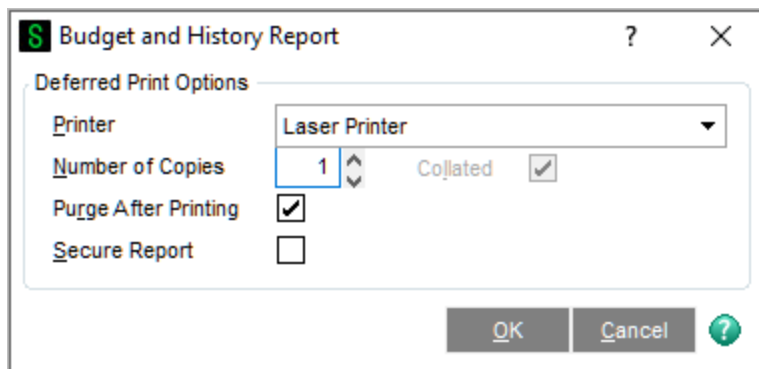 S Budget and History Report ?
Deferred Print Options
Printer Laser Printer
Number of Copies 1 Collated
Purge After Printing
Secure Report
OK Cancel ?